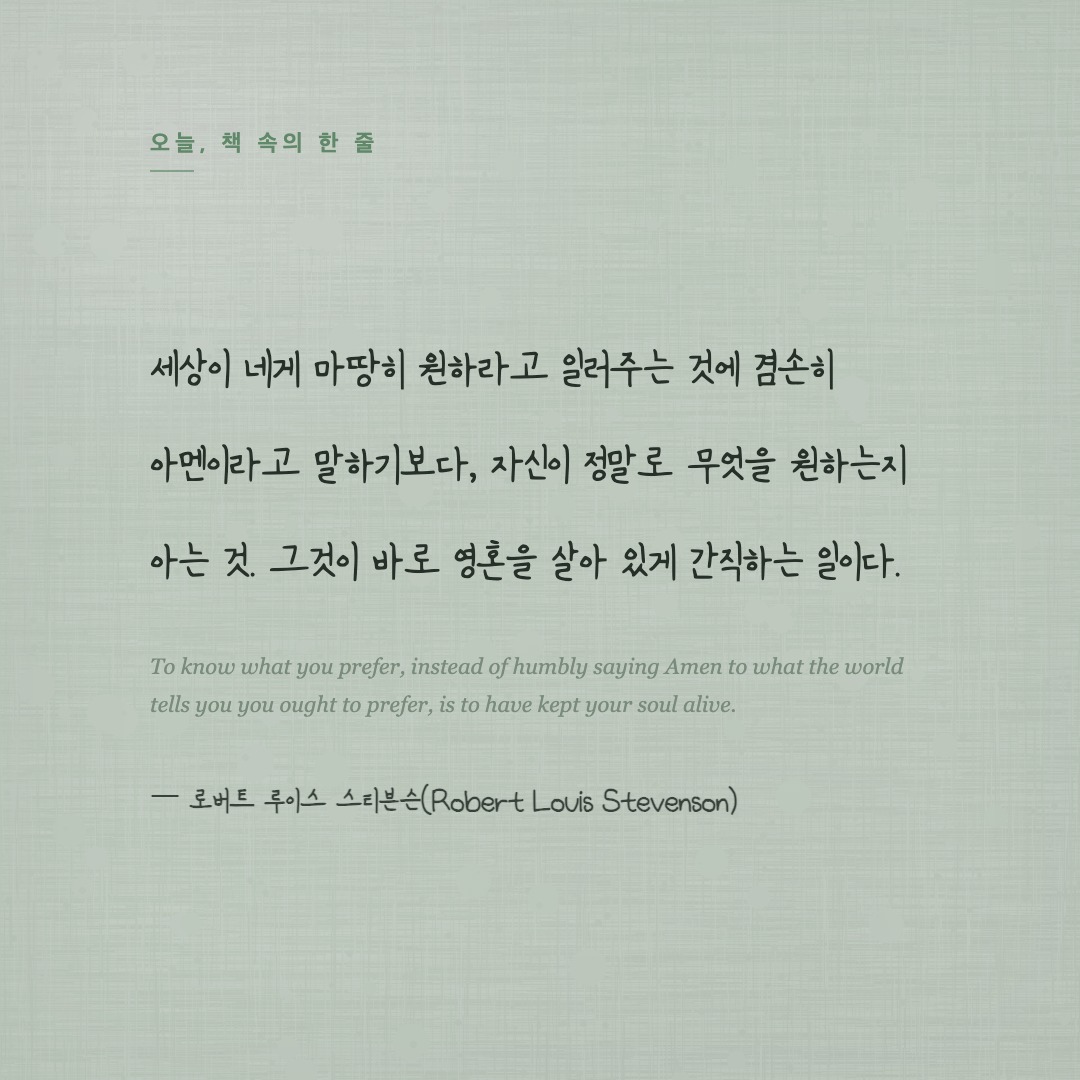 오늘, 책 속의 한 줄
세상이 네게 마땅히 원하라고 일러주는 것에 겸손히
아멘이라고 말하기보다, 자신이 정말로 무엇을 원하는지
아는 것. 그것이 바로 영혼을 살아 있게 간직하는 일이다.
To know what you prefer, instead of humbly saying Amen to what the world
tells you you ought to prefer, is to have kept your soul alive.
— 로버트 루이스 스티븐슨(Robert Louis Stevenson)